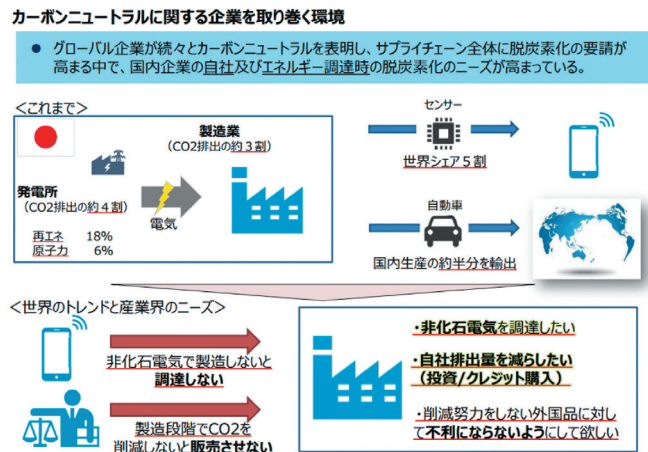 カーボンニュートラルに関する企業を取り巻く環境
● グローバル企業が続々とカーボンニュートラルを表明し、サプライチェーン全体に脱炭素化の要請が
高まる中で、国内企業の自社及びエネルギー調達時の脱炭素化のニーズが高まっている。
＜これまで＞
製造業
（CO2排出の約３割）
発電所
（CO2排出の約４割）
電気
再エネ 18%
原子力 6%
センサー
世界シェア５割
自動車
国内生産の約半分を輸出
＜世界のトレンドと産業界のニーズ＞
非化石電気で製造しないと
調達しない
製造段階でCO2を
削減しないと販売させない
・非化石電気を調達したい
・自社排出量を減らしたい
（投資/クレジット購入）
・削減努力をしない外国品に対し
て不利にならないようにして欲しい